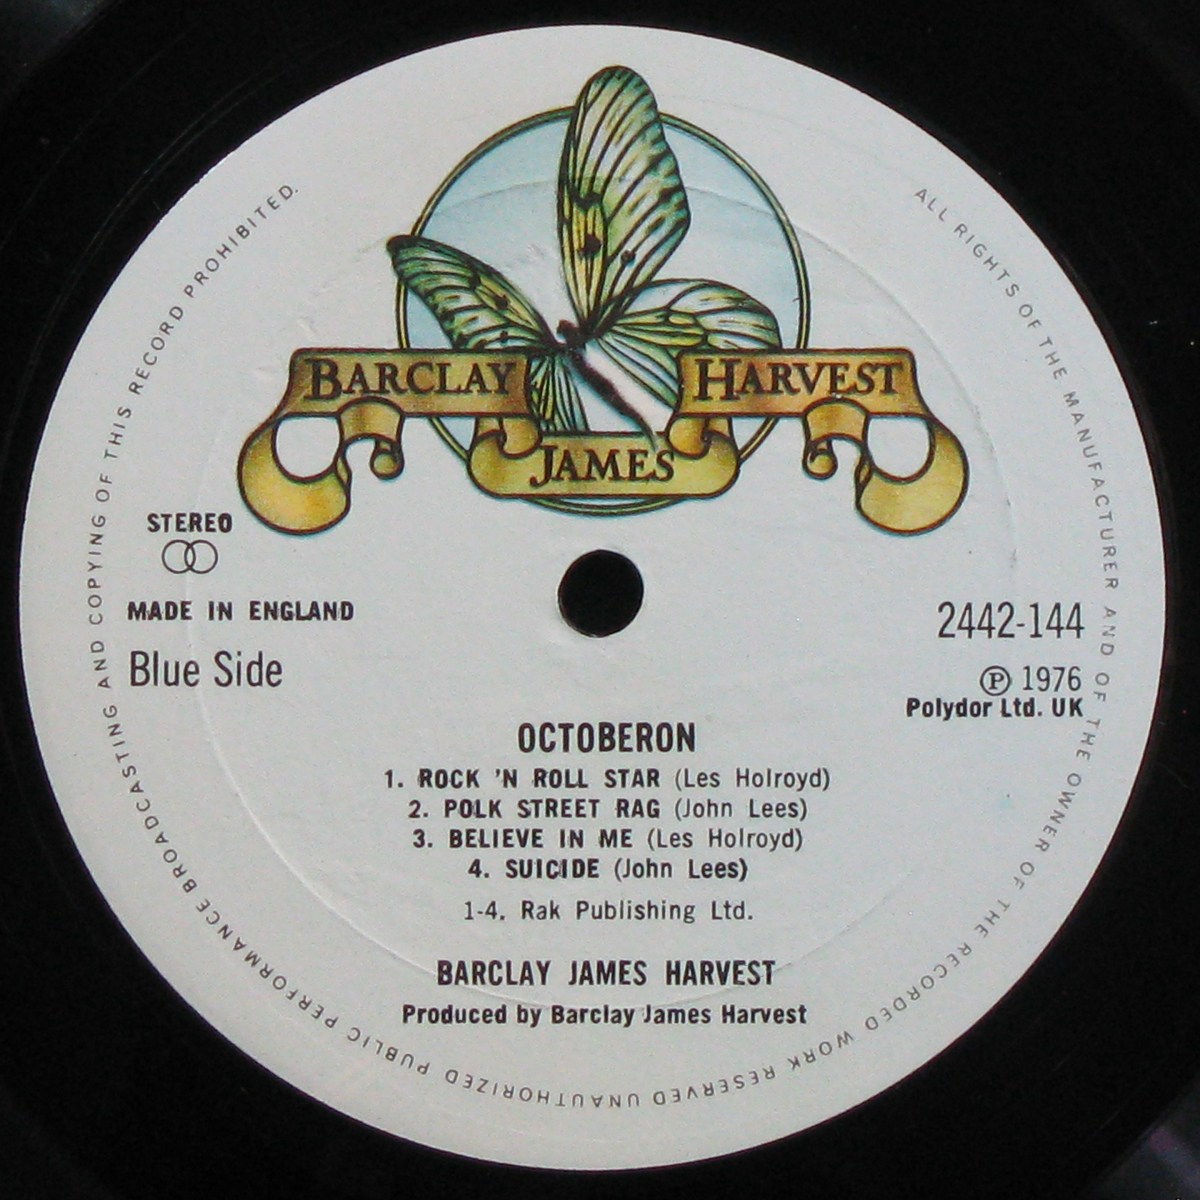 BARCLAY HARVEST
JAMES
STEREO
MADE IN ENGLAND
Blue Side
2442-144
Ⓟ 1976
Polydor Ltd. UK
OCTOBERON
1. ROCK 'N ROLL STAR (Les Holroyd)
2. POLK STREET RAG (John Lees)
3. BELIEVE IN ME (Les Holroyd)
4. SUICIDE (John Lees)
1-4. Rak Publishing Ltd.
BARCLAY JAMES HARVEST
Produced by Barclay James Harvest
ALL RIGHTS OF THE MANUFACTURER AND OF THE OWNER OF THE RECORDED WORK RESERVED UNAUTHORIZED PUBLIC PERFORMANCE BROADCASTING AND COPYING OF THIS RECORD PROHIBITED.